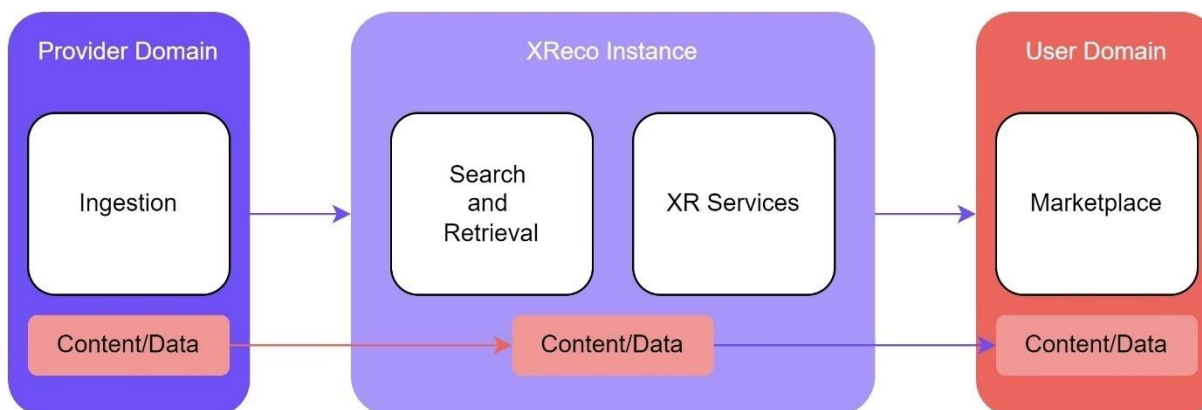 Provider Domain
XReco Instance
User Domain
Ingestion
Search
and
Retrieval
XR Services
Marketplace
Content/Data
Content/Data
Content/Data